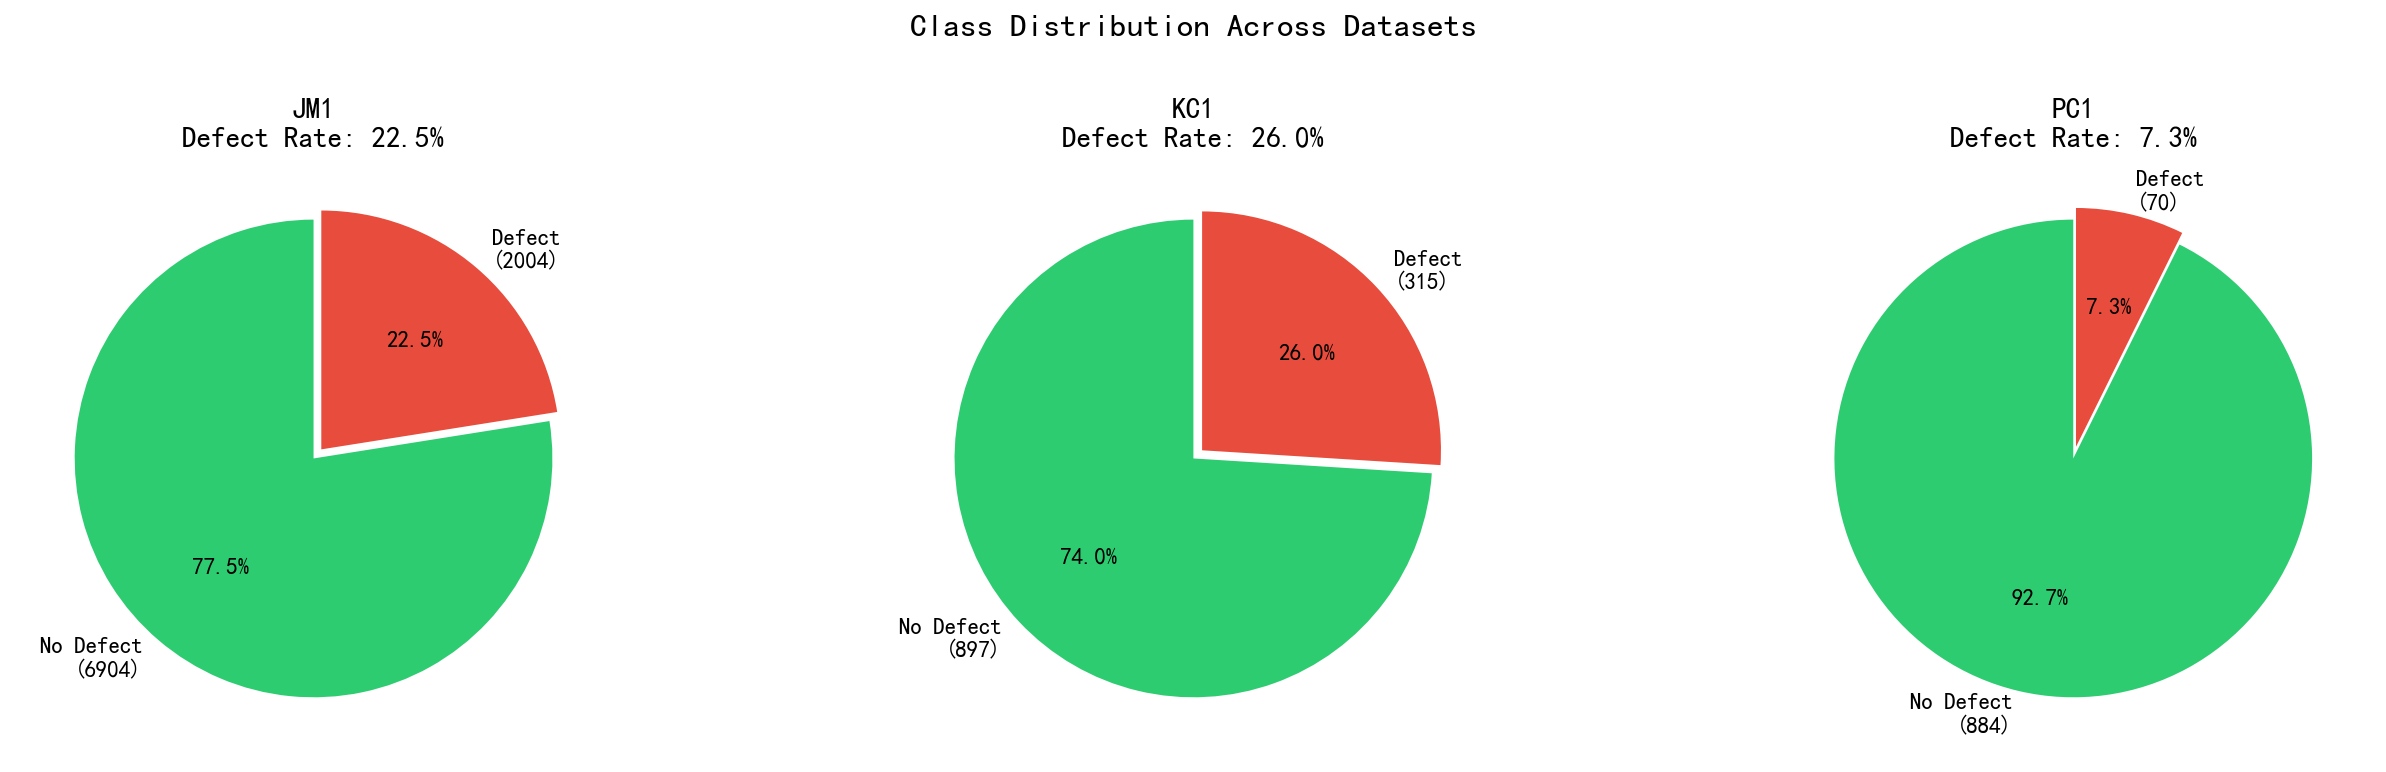 Class Distribution Across Datasets
JM1
Defect Rate: 22.5%
Defect
(2004)
22.5%
77.5%
No Defect
(6904)
KC1
Defect Rate: 26.0%
Defect
(315)
26.0%
74.0%
No Defect
(897)
PC1
Defect Rate: 7.3%
Defect
(70)
7.3%
92.7%
No Defect
(884)